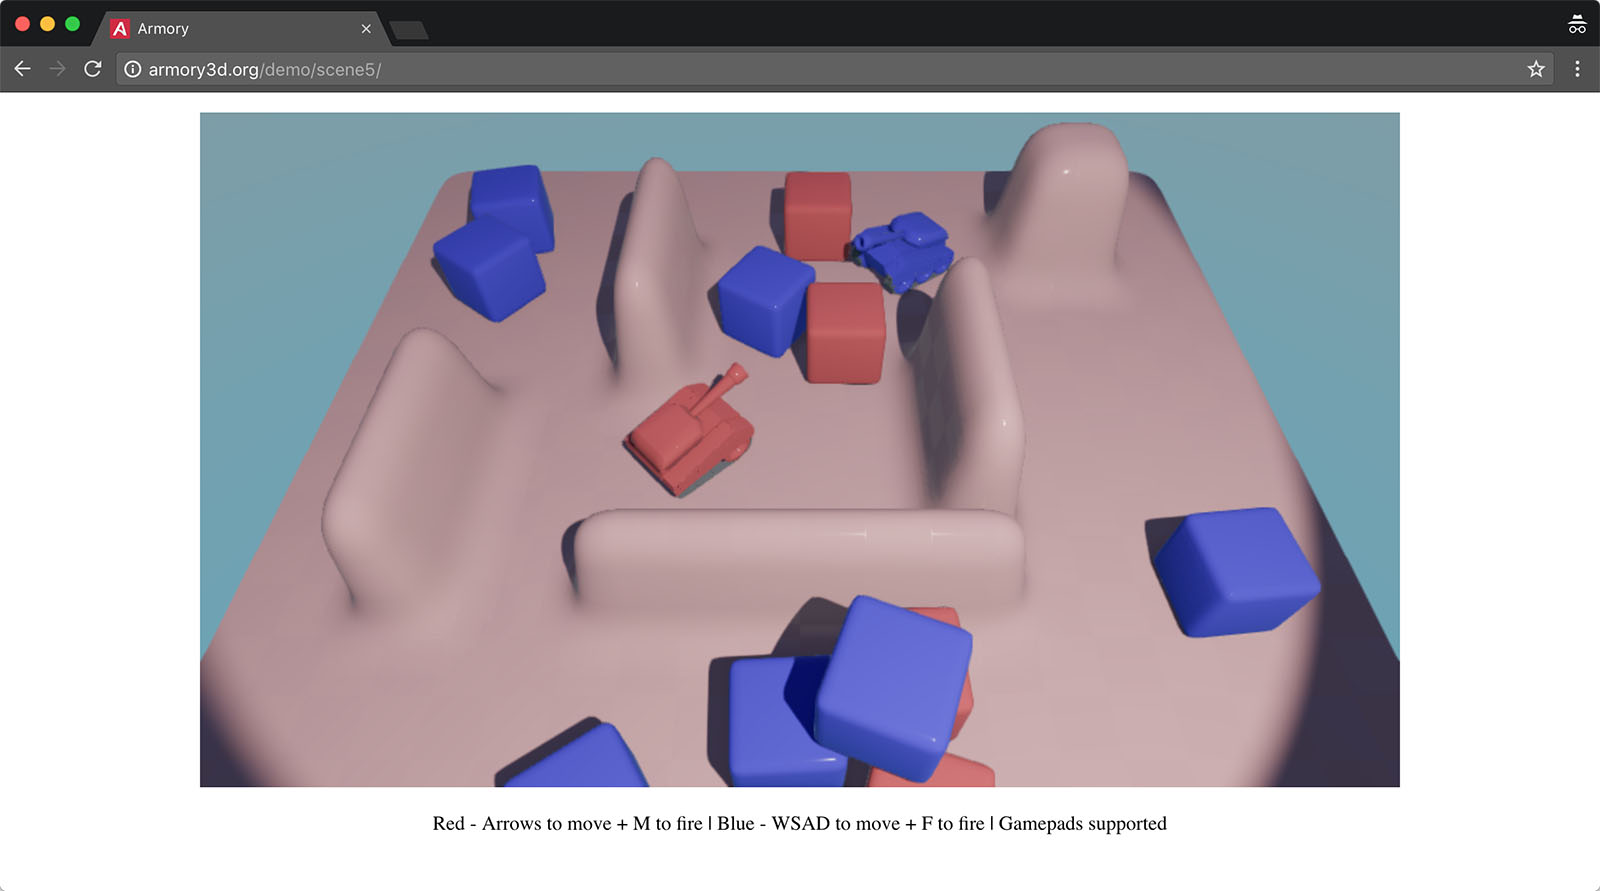 Armory
armory3d.org/demo/scene5/
Red - Arrows to move + M to fire | Blue - WSAD to move + F to fire | Gamepads supported